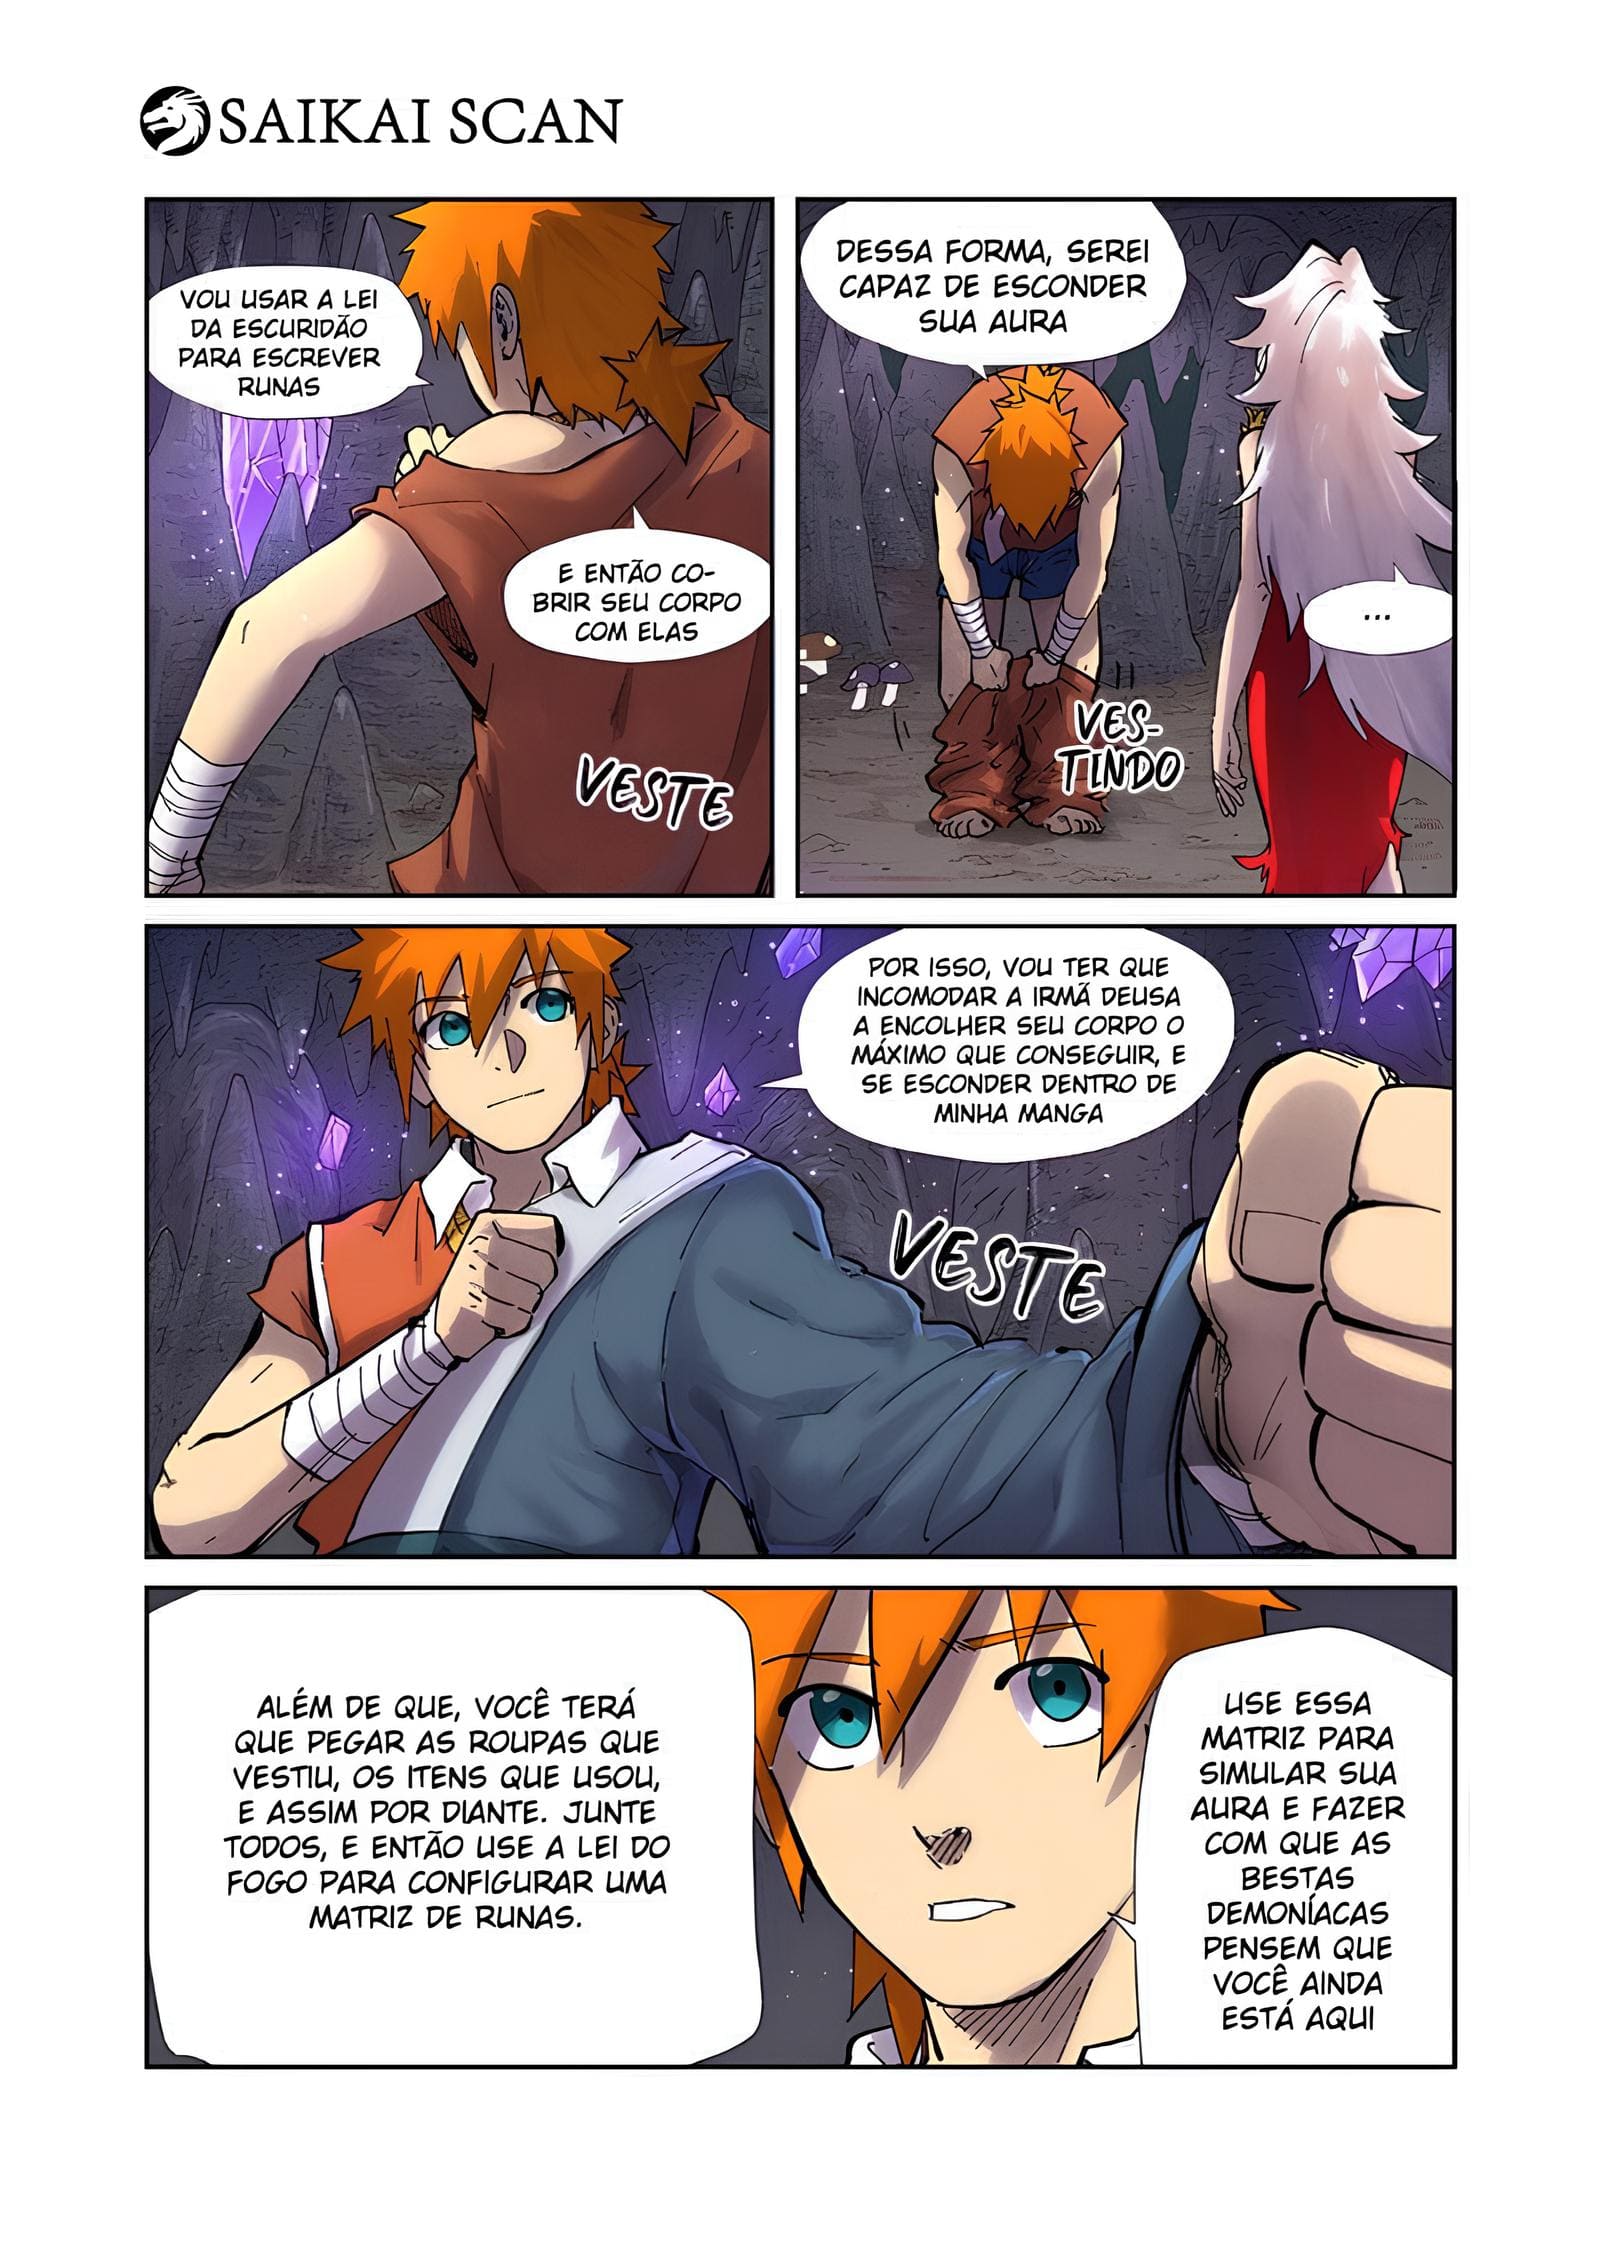 SAIKAI SCAN
VOU USAR A LEI
DA ESCURIDÃO
PARA ESCREVER
RUNAS
E ENTÃO CO-
BRIR SEU CORPO
COM ELAS
VESTE
DESSA FORMA, SEREI
CAPAZ DE ESCONDER
SUA AURA
...
VES-
TINDO
POR ISSO, VOU TER QUE
INCOMODAR A IRMÃ DEUSA
A ENCOLHER SEU CORPO O
MÁXIMO QUE CONSEGUIR, E
SE ESCONDER DENTRO DE
MINHA MANGA
VESTE
ALÉM DE QUE, VOCÊ TERÁ
QUE PEGAR AS ROUPAS QUE
VESTIU, OS ITENS QUE USOU,
E ASSIM POR DIANTE. JUNTE
TODOS, E ENTÃO USE A LEI DO
FOGO PARA CONFIGURAR UMA
MATRIZ DE RUNAS.
USE ESSA
MATRIZ PARA
SIMULAR SUA
AURA E FAZER
COM QUE AS
BESTAS
DEMONÍACAS
PENSEM QUE
VOCÊ AINDA
ESTÁ AQUI